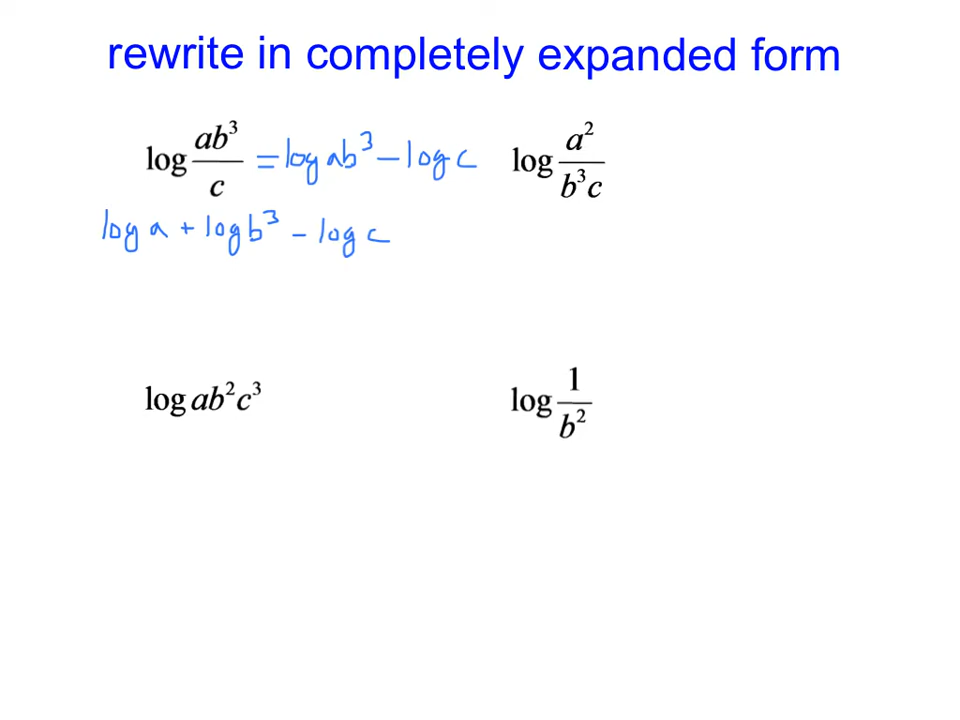 rewrite in completely expanded form
log ab³/c = log ab³ − log c
log a + log b³ − log c
log a²/b³c
log ab²c³
log 1/b²